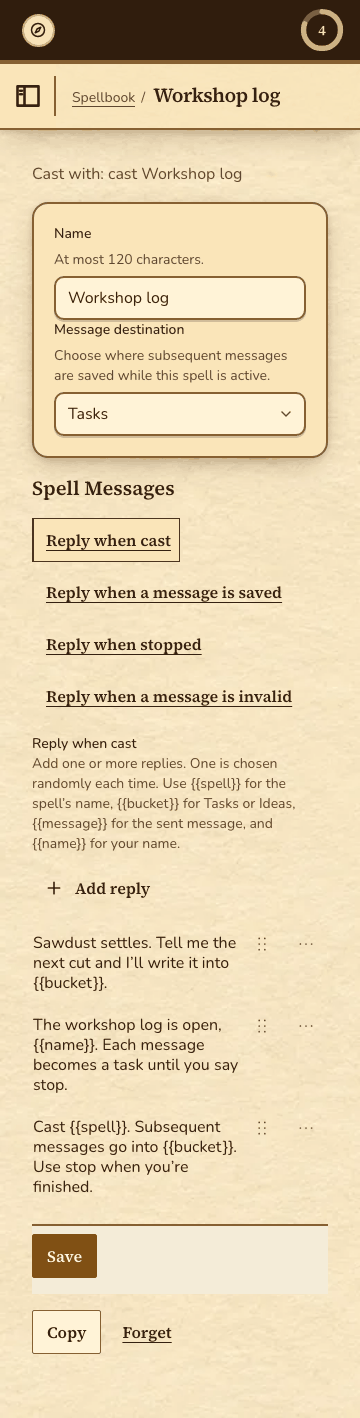 4
Spellbook / Workshop log
Cast with: cast Workshop log
Name
At most 120 characters.
Workshop log
Message destination
Choose where subsequent messages
are saved while this spell is active.
Tasks
Spell Messages
Reply when cast
Reply when a message is saved
Reply when stopped
Reply when a message is invalid
Reply when cast
Add one or more replies. One is chosen
randomly each time. Use {{spell}} for the
spell's name, {{bucket}} for Tasks or Ideas,
{{message}} for the sent message, and
{{name}} for your name.
Add reply
Sawdust settles. Tell me the
next cut and I'll write it into
{{bucket}}.
The workshop log is open,
{{name}}. Each message
becomes a task until you say
stop.
Cast {{spell}}. Subsequent
messages go into {{bucket}}.
Use stop when you're
finished.
Save
Copy Forget